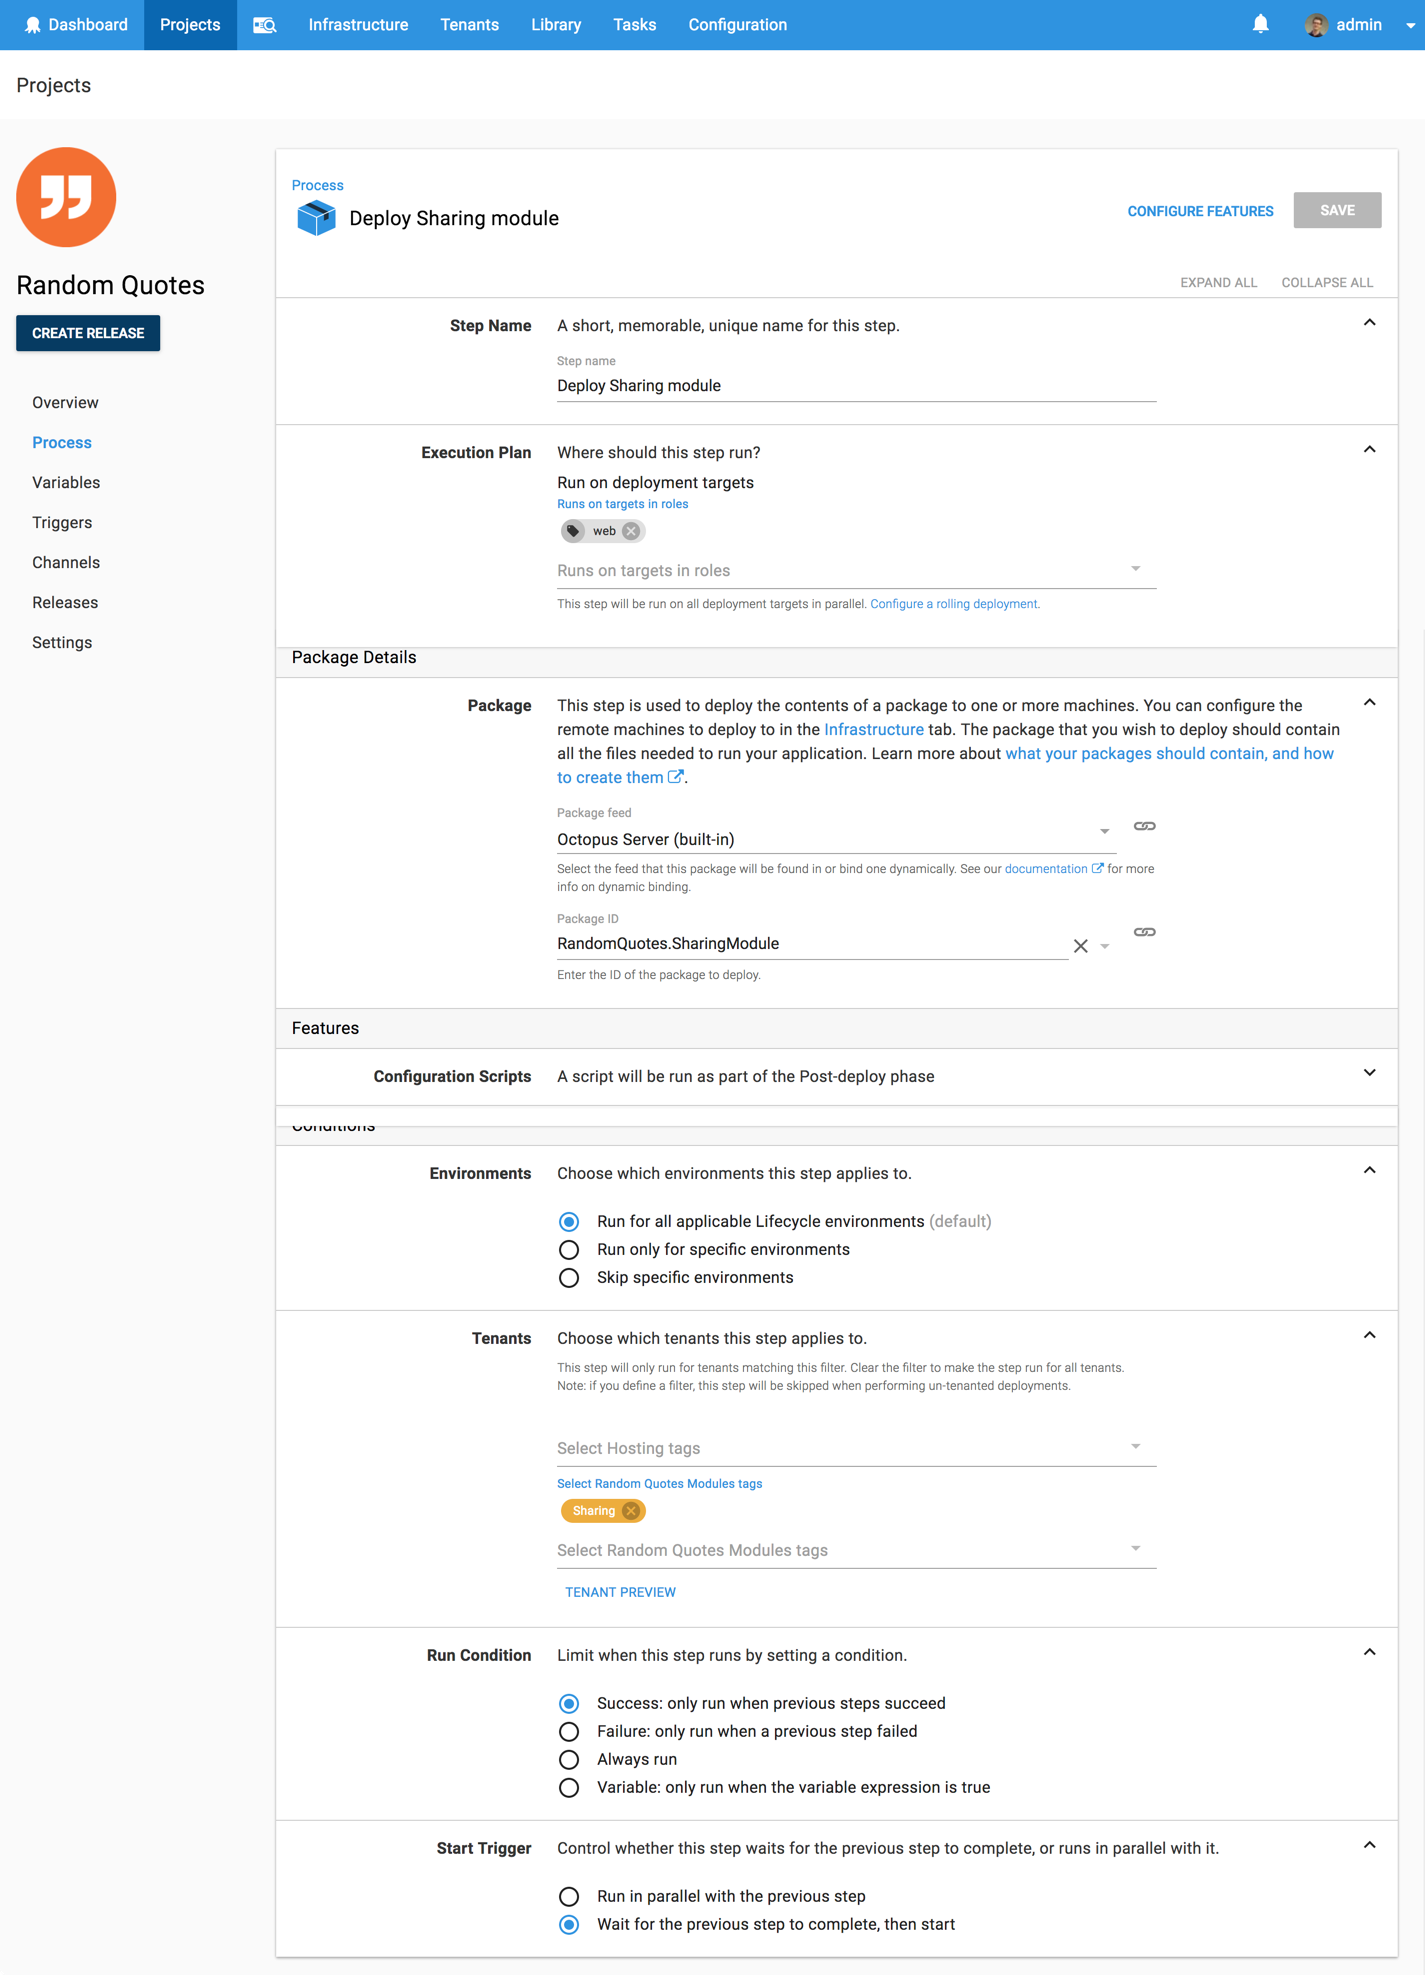 Dashboard
Projects
Infrastructure
Tenants
Library
Tasks
Configuration
admin
Projects
Random Quotes
CREATE RELEASE
Overview
Process
Variables
Triggers
Channels
Releases
Settings
Process
Deploy Sharing module
CONFIGURE FEATURES
SAVE
EXPAND ALL
COLLAPSE ALL
Step Name
A short, memorable, unique name for this step.
Step name
Deploy Sharing module
Execution Plan
Where should this step run?
Run on deployment targets
Runs on targets in roles
web
Runs on targets in roles
This step will be run on all deployment targets in parallel. Configure a rolling deployment.
Package Details
Package
This step is used to deploy the contents of a package to one or more machines. You can configure the
remote machines to deploy to in the Infrastructure tab. The package that you wish to deploy should contain
all the files needed to run your application. Learn more about what your packages should contain, and how
to create them.
Package feed
Octopus Server (built-in)
Select the feed that this package will be found in or bind one dynamically. See our documentation for more
info on dynamic binding.
Package ID
RandomQuotes.SharingModule
Enter the ID of the package to deploy.
Features
Configuration Scripts
A script will be run as part of the Post-deploy phase
Conditions
Environments
Choose which environments this step applies to.
Run for all applicable Lifecycle environments (default)
Run only for specific environments
Skip specific environments
Tenants
Choose which tenants this step applies to.
This step will only run for tenants matching this filter. Clear the filter to make the step run for all tenants.
Note: if you define a filter, this step will be skipped when performing un-tenanted deployments.
Select Hosting tags
Select Random Quotes Modules tags
Sharing
Select Random Quotes Modules tags
TENANT PREVIEW
Run Condition
Limit when this step runs by setting a condition.
Success: only run when previous steps succeed
Failure: only run when a previous step failed
Always run
Variable: only run when the variable expression is true
Start Trigger
Control whether this step waits for the previous step to complete, or runs in parallel with it.
Run in parallel with the previous step
Wait for the previous step to complete, then start